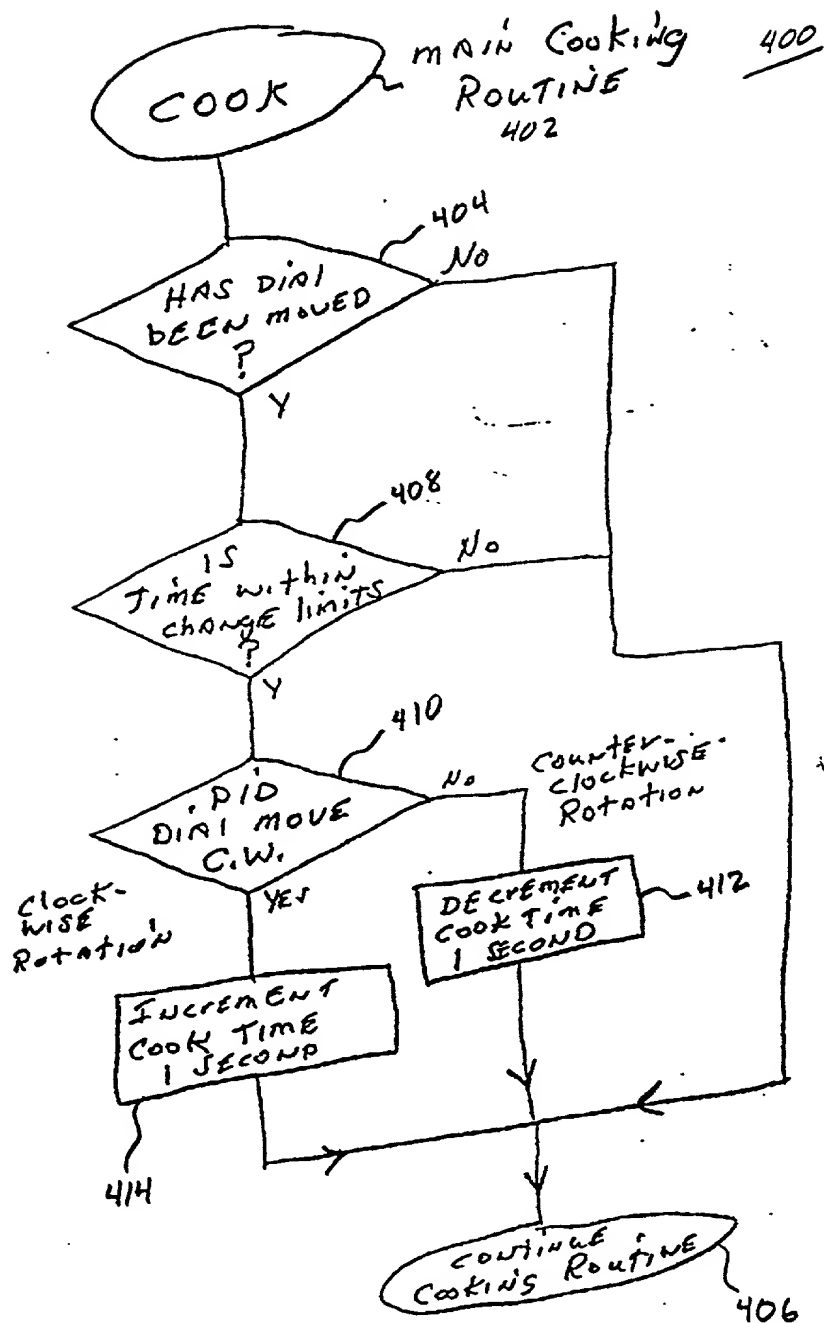 COOK
MAIN Cooking
ROUTINE
402
400
404
HAS DIAl
bEEN MOVED
?
No
Y
408
IS
TIME within
chANgE limits
?
No
Y
410
DID
DIAl MOVE
C.W.
No
COUNTER-
clockWISE
ROTATION
YES
Clock-
WISE
ROtAtION
DECrEMENT
COOK TIME
1 SECOND
412
INCrEMENT
COOK TIME
1 SECOND
414
CONTINUE
COOKING ROUTINE
406